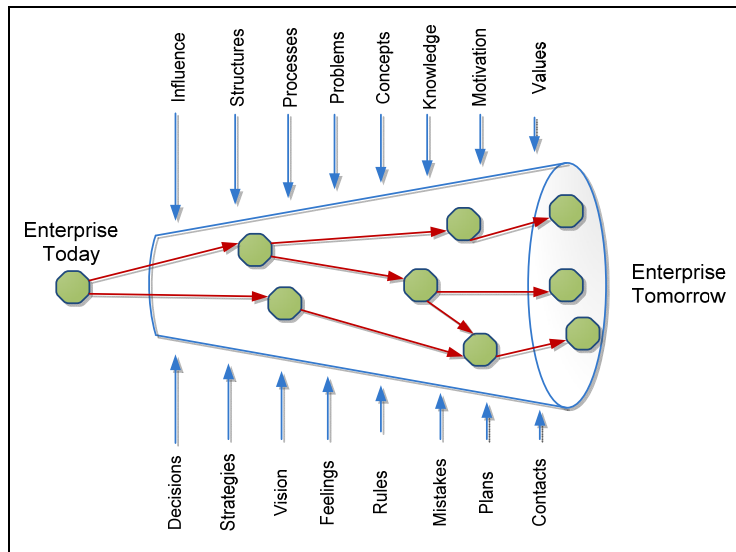 Influence
Structures
Processes
Problems
Concepts
Knowledge
Motivation
Values
Enterprise
Today
Enterprise
Tomorrow
Decisions
Strategies
Vision
Feelings
Rules
Mistakes
Plans
Contacts